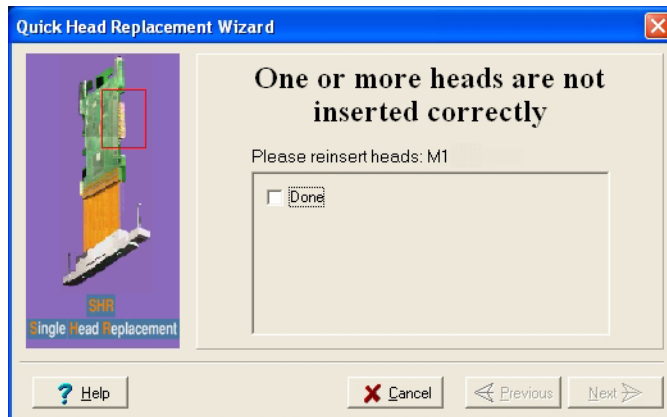 Quick Head Replacement Wizard
One or more heads are not
inserted correctly
Please reinsert heads: M1
Done
SHR
Single Head Replacement
Help
Cancel
Previous
Next